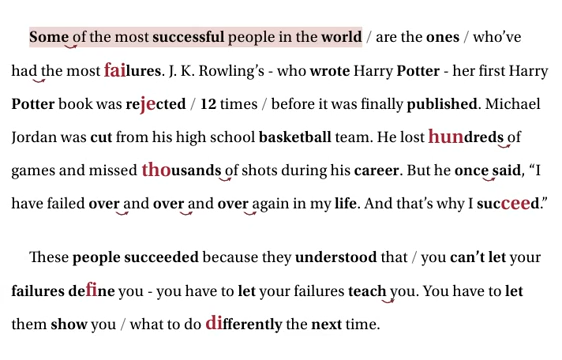 Some of the most successful people in the world / are the ones / who’ve
had the most failures. J. K. Rowling’s - who wrote Harry Potter - her first Harry
Potter book was rejected / 12 times / before it was finally published. Michael
Jordan was cut from his high school basketball team. He lost hundreds of
games and missed thousands of shots during his career. But he once said, “I
have failed over and over and over again in my life. And that’s why I succeed.”
These people succeeded because they understood that / you can’t let your
failures define you - you have to let your failures teach you. You have to let
them show you / what to do differently the next time.